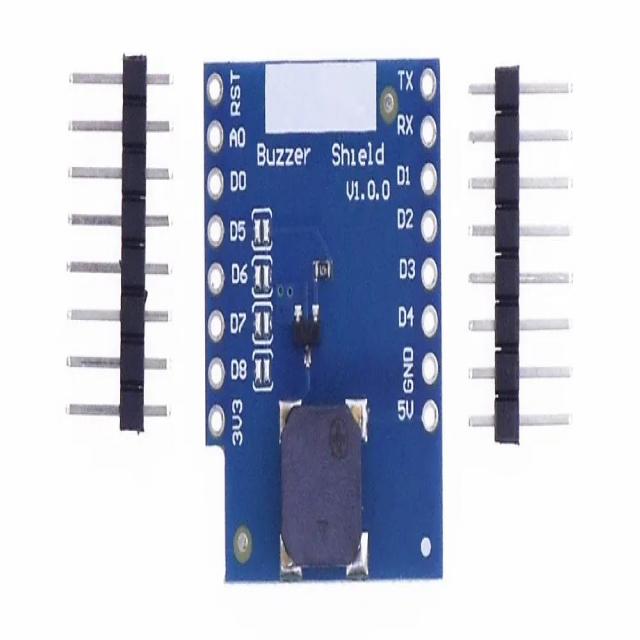 RST
A0
D0
D5
D6
D7
D8
3V3
Buzzer Shield
V1.0.0
TX
RX
D1
D2
D3
D4
GND
5V